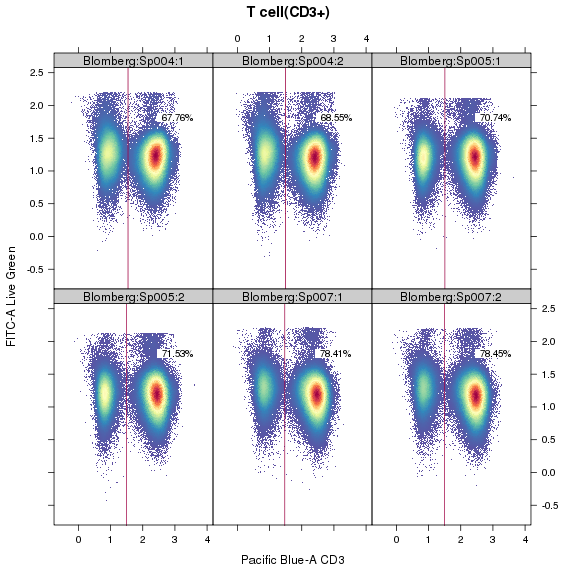 T cell(CD3+)
0 1 2 3 4
Blomberg:Sp004:1 Blomberg:Sp004:2 Blomberg:Sp005:1
2.5
2.0
67.76% 68.55% 70.74%
1.5
1.0
0.5
0.0
-0.5
FITC-A Live Green
Blomberg:Sp005:2 Blomberg:Sp007:1 Blomberg:Sp007:2
2.5
2.0
71.53% 78.41% 78.45%
1.5
1.0
0.5
0.0
-0.5
0 1 2 3 4 0 1 2 3 4
Pacific Blue-A CD3